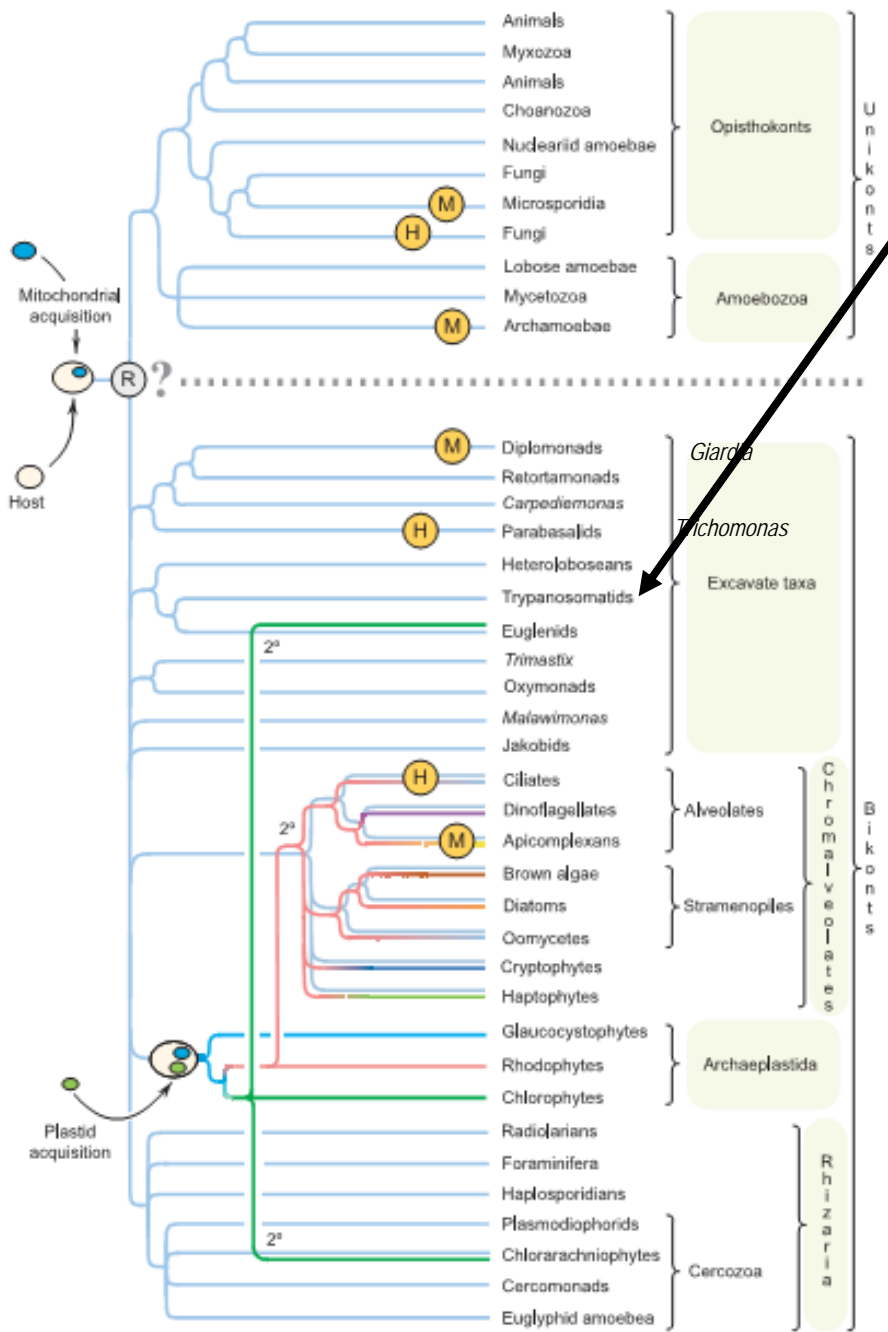 Animals
Myxozoa
Animals
Choanozoa
Nucleariid amoebae
Fungi
Microsporidia
Fungi
Opisthokonts
Unikonts
M
H
Lobose amoebae
Mycetozoa
Archamoebae
Amoebozoa
M
Mitochondrial
acquisition
R
?
Host
M
Diplomonads
Giardia
Retortamonads
Carpediemonas
H
Parabasalids
Trichomonas
Heteroloboseans
Trypanosomatids
Excavate taxa
Euglenids
2°
Trimastix
Oxymonads
Malawimonas
Jakobids
H
Ciliates
Dinoflagellates
Alveolates
2°
M
Apicomplexans
Brown algae
Diatoms
Stramenopiles
Oomycetes
Cryptophytes
Haptophytes
Chromalveolates
Bikonts
Glaucocystophytes
Rhodophytes
Archaeplastida
Chlorophytes
Plastid
acquisition
Radiolarians
Foraminifera
Haplosporidians
Plasmodiophorids
2°
Chlorarachniophytes
Cercozoa
Cercomonads
Euglyphid amoebea
Rhizaria